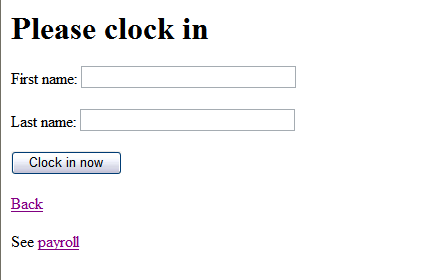 Please clock in
First name:
Last name:
Clock in now
Back
See payroll